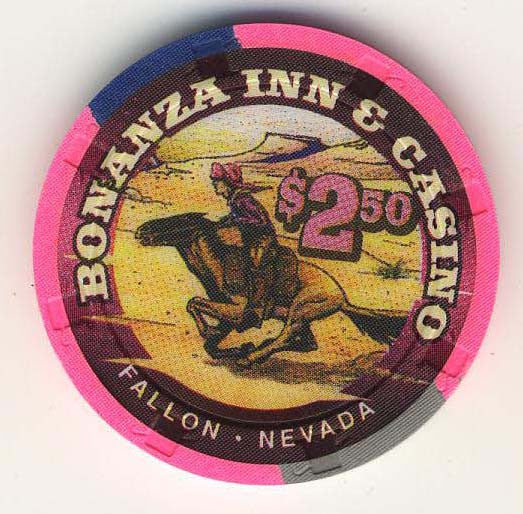 BONANZA INN & CASINO
$2.50
FALLON · NEVADA